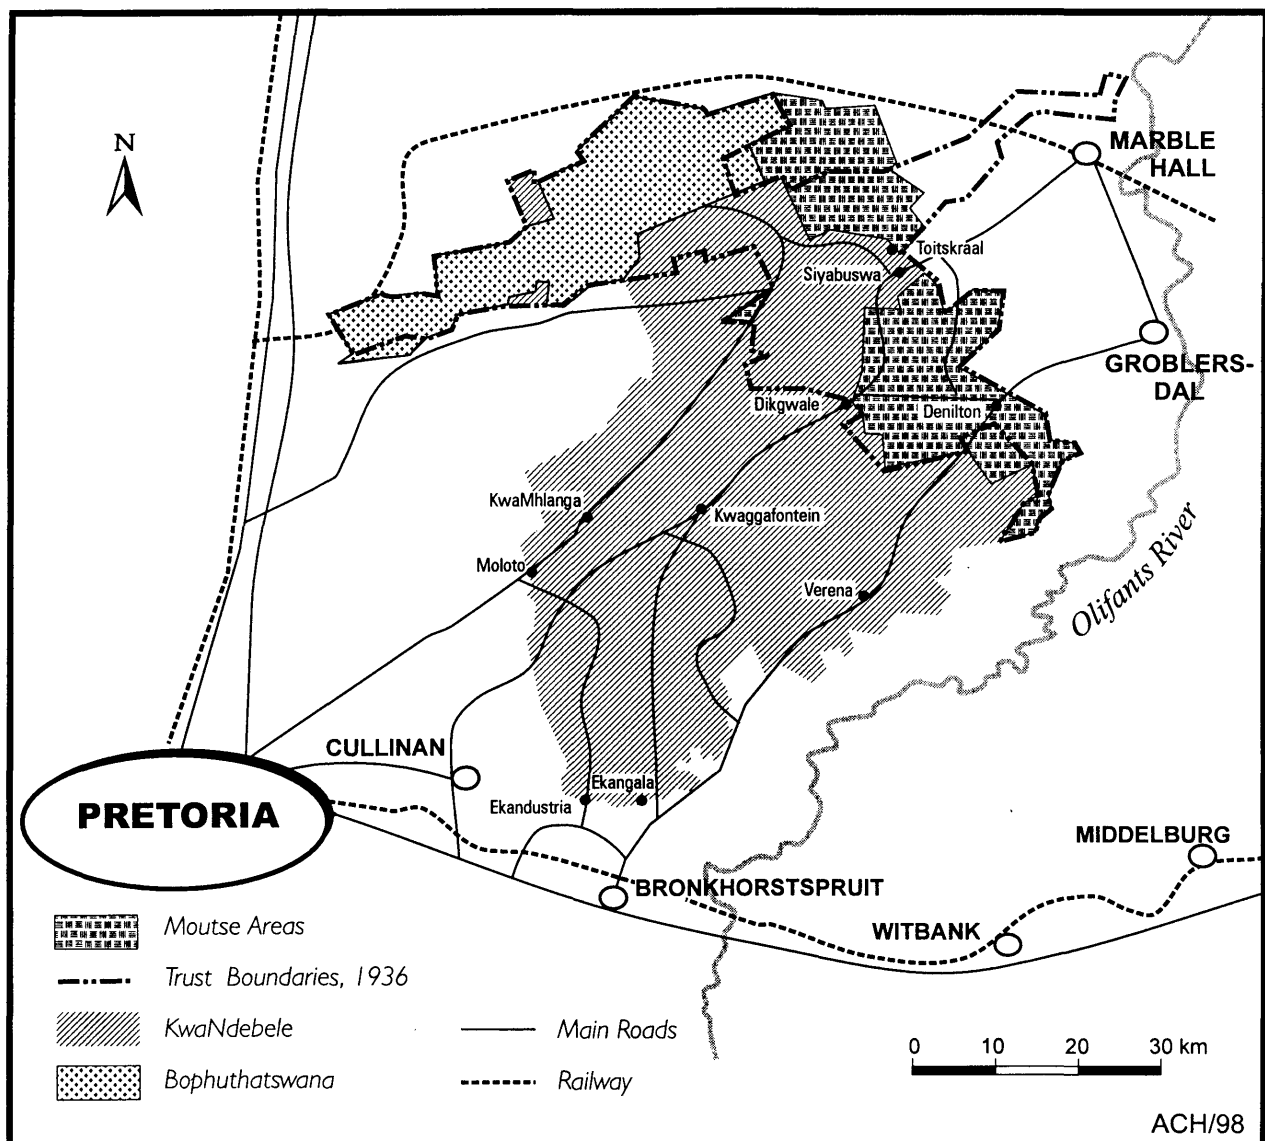 N
MARBLE
HALL
Toitskraal
Siyabuswa
GROBLERS-
DAL
Dikgwale
Denilton
KwaMhlanga
Kwaggafontein
Moloto
Verena
Olifants River
CULLINAN
Ekangala
Ekandustria
PRETORIA
MIDDELBURG
BRONKHORSTSPRUIT
WITBANK
Moutse Areas
Trust Boundaries, 1936
KwaNdebele
Main Roads
Bophuthatswana
Railway
0 10 20 30 km
ACH/98